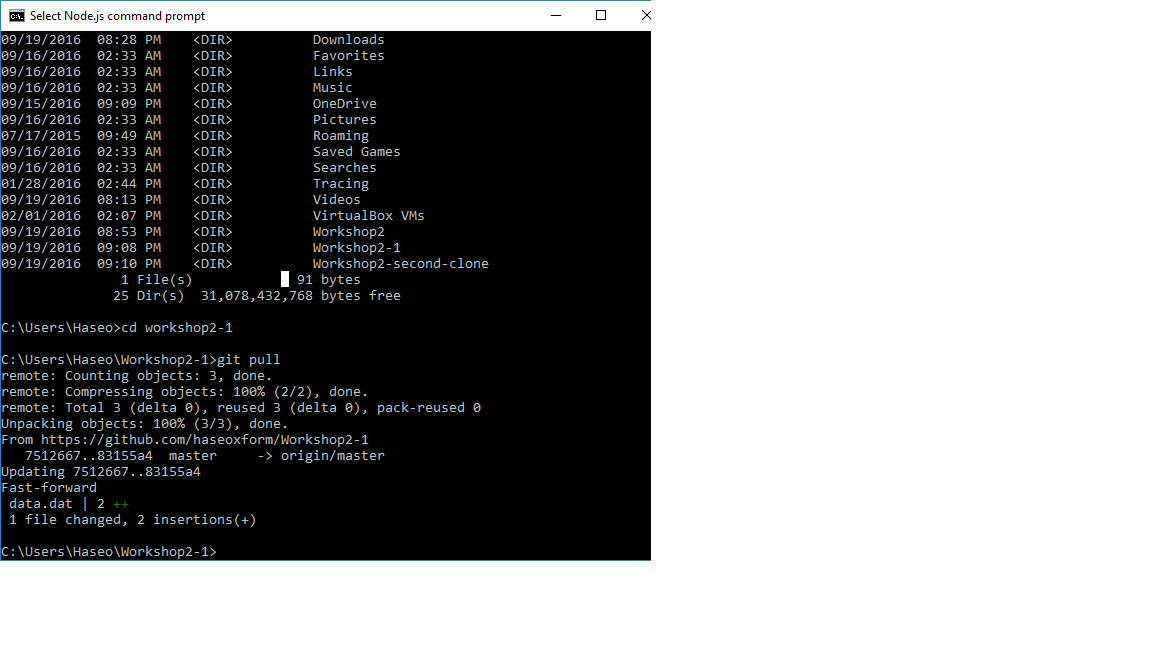 Select Node.js command prompt
09/19/2016  08:28 PM    <DIR>          Downloads
09/16/2016  02:33 AM    <DIR>          Favorites
09/16/2016  02:33 AM    <DIR>          Links
09/16/2016  02:33 AM    <DIR>          Music
09/15/2016  09:09 PM    <DIR>          OneDrive
09/16/2016  02:33 AM    <DIR>          Pictures
07/17/2015  09:49 AM    <DIR>          Roaming
09/16/2016  02:33 AM    <DIR>          Saved Games
09/16/2016  02:33 AM    <DIR>          Searches
01/28/2016  02:44 PM    <DIR>          Tracing
09/19/2016  08:13 PM    <DIR>          Videos
02/01/2016  02:07 PM    <DIR>          VirtualBox VMs
09/19/2016  08:53 PM    <DIR>          Workshop2
09/19/2016  09:08 PM    <DIR>          Workshop2-1
09/19/2016  09:10 PM    <DIR>          Workshop2-second-clone
               1 File(s)             91 bytes
              25 Dir(s)  31,078,432,768 bytes free

C:\Users\Haseo>cd workshop2-1

C:\Users\Haseo\Workshop2-1>git pull
remote: Counting objects: 3, done.
remote: Compressing objects: 100% (2/2), done.
remote: Total 3 (delta 0), reused 3 (delta 0), pack-reused 0
Unpacking objects: 100% (3/3), done.
From https://github.com/haseoxform/Workshop2-1
   7512667..83155a4  master     -> origin/master
Updating 7512667..83155a4
Fast-forward
 data.dat | 2 ++
 1 file changed, 2 insertions(+)

C:\Users\Haseo\Workshop2-1>